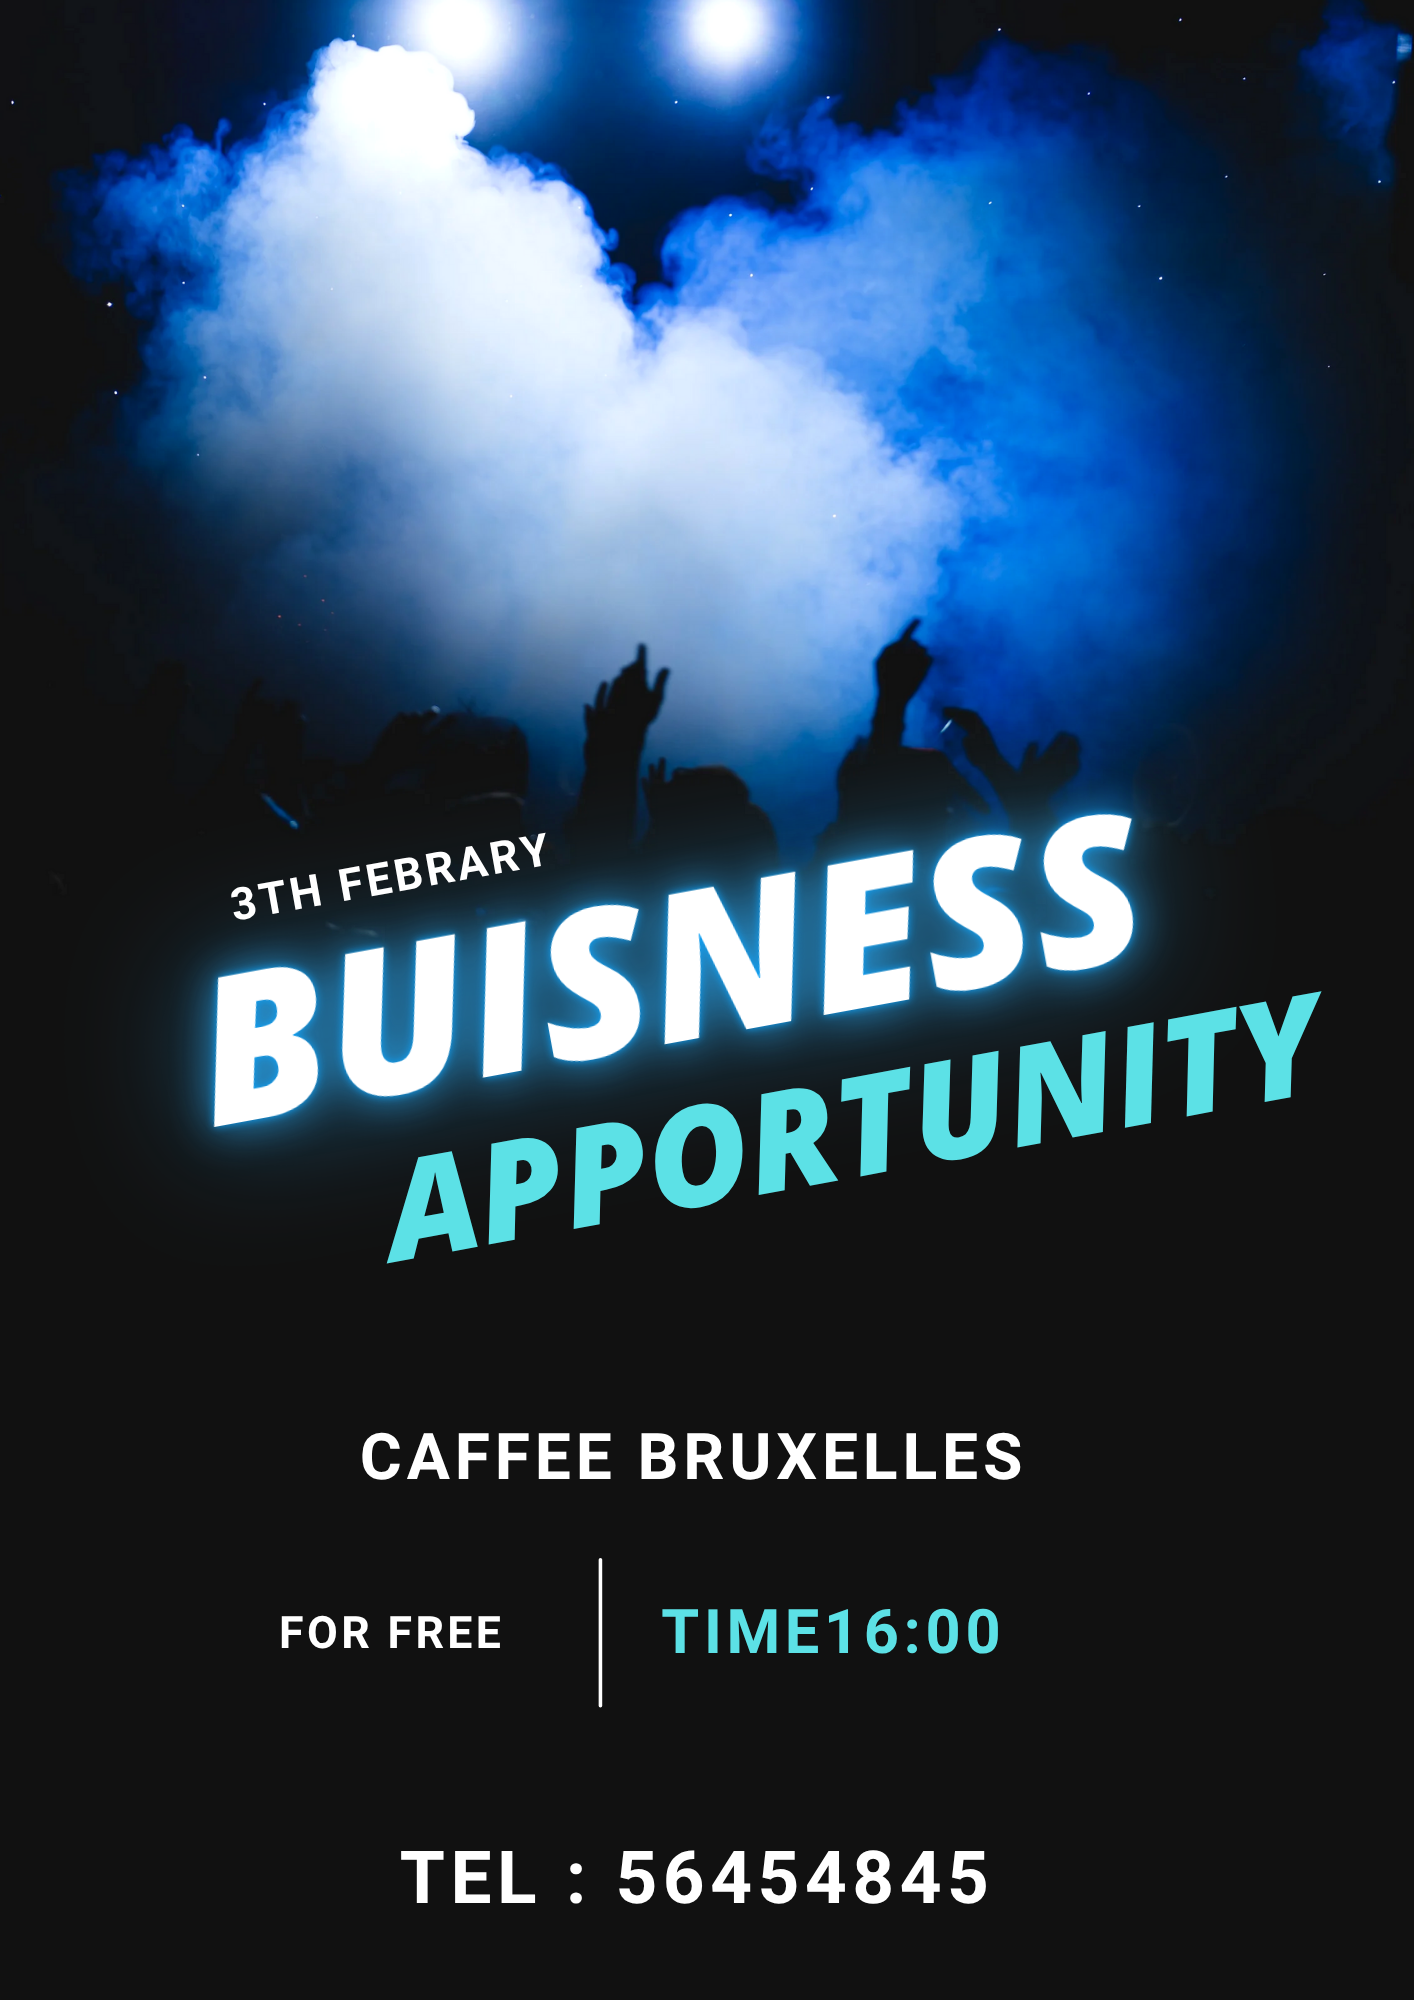 3TH FEBRARY
BUISNESS
APPORTUNITY
CAFFEE BRUXELLES
FOR FREE
TIME16:00
TEL : 56454845